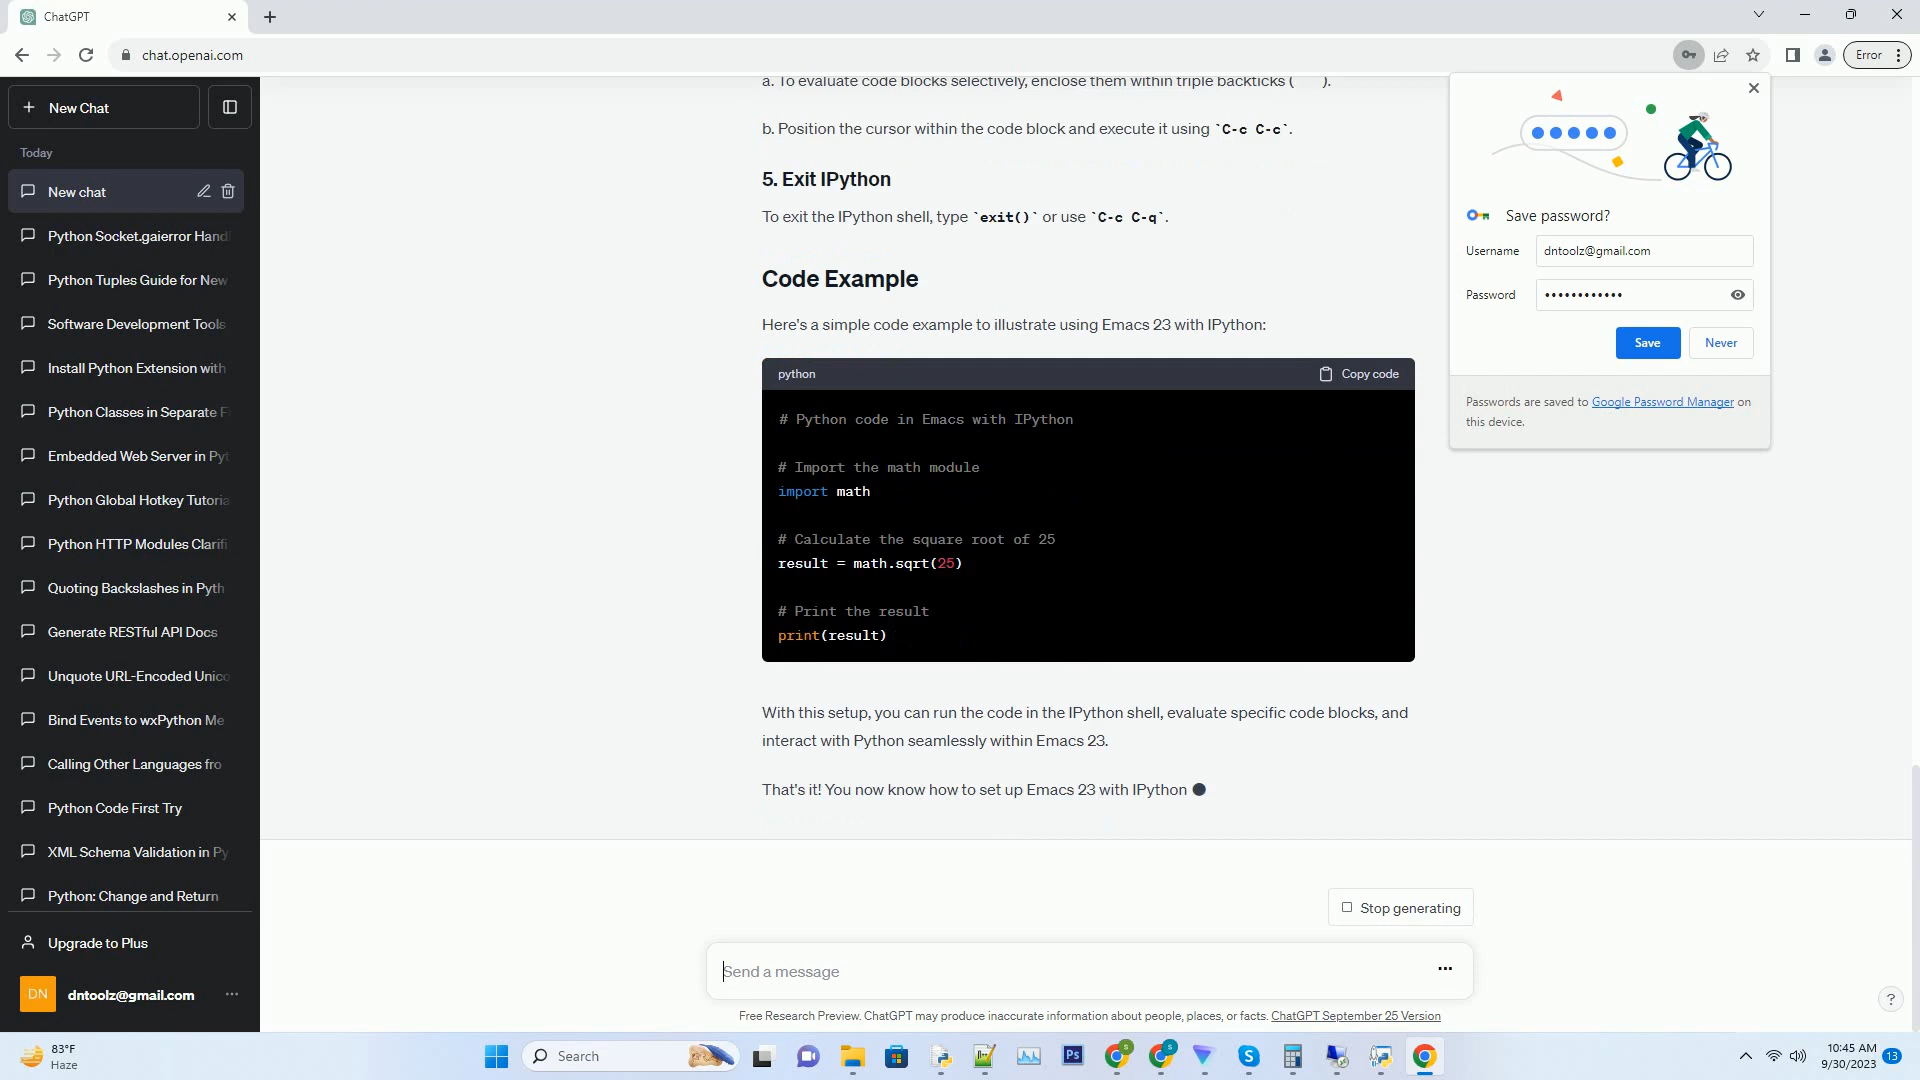 ChatGPT
chat.openai.com
Error
New Chat
Today
New chat
Python Socket.gaierror Hand
Python Tuples Guide for New
Software Development Tools
Install Python Extension with
Python Classes in Separate F
Embedded Web Server in Pyt
Python Global Hotkey Tutoria
Python HTTP Modules Clarifi
Quoting Backslashes in Pyth
Generate RESTful API Docs
Unquote URL-Encoded Unico
Bind Events to wxPython Me
Calling Other Languages fro
Python Code First Try
XML Schema Validation in Py
Python: Change and Return
Upgrade to Plus
DN
dntoolz@gmail.com
a. To evaluate code blocks selectively, enclose them within triple backticks ( ).
b. Position the cursor within the code block and execute it using `C-c C-c`.
5. Exit IPython
To exit the IPython shell, type `exit()` or use `C-c C-q`.
Code Example
Here's a simple code example to illustrate using Emacs 23 with IPython:
python
Copy code
# Python code in Emacs with IPython
# Import the math module
import math
# Calculate the square root of 25
result = math.sqrt(25)
# Print the result
print(result)
With this setup, you can run the code in the IPython shell, evaluate specific code blocks, and
interact with Python seamlessly within Emacs 23.
That's it! You now know how to set up Emacs 23 with IPython
Stop generating
Send a message
Free Research Preview. ChatGPT may produce inaccurate information about people, places, or facts. ChatGPT September 25 Version
?
Save password?
Username
dntoolz@gmail.com
Password
••••••••••••
Save
Never
Passwords are saved to Google Password Manager on
this device.
83°F
Haze
Search
Ps
S
S
S
10:45 AM
9/30/2023
13